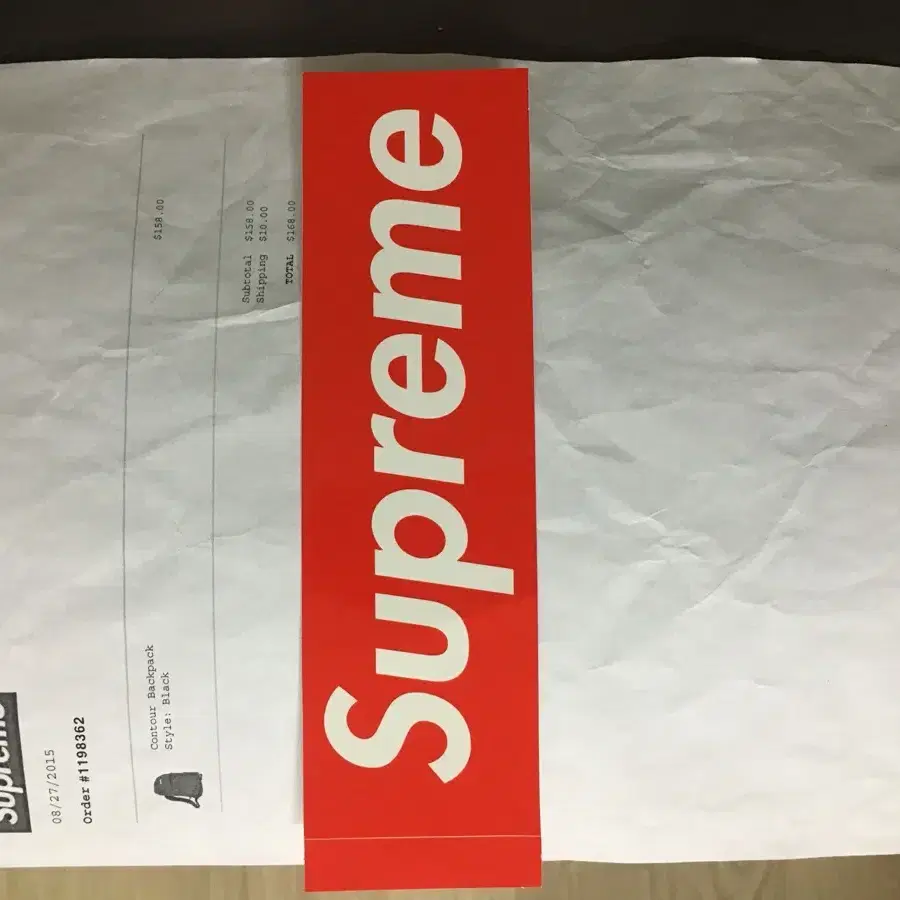 Supreme
08/27/2015
Order #1198362
Contour Backpack $158.00
Style: Black
Subtotal $158.00
Shipping $10.00
TOTAL $168.00
Supreme